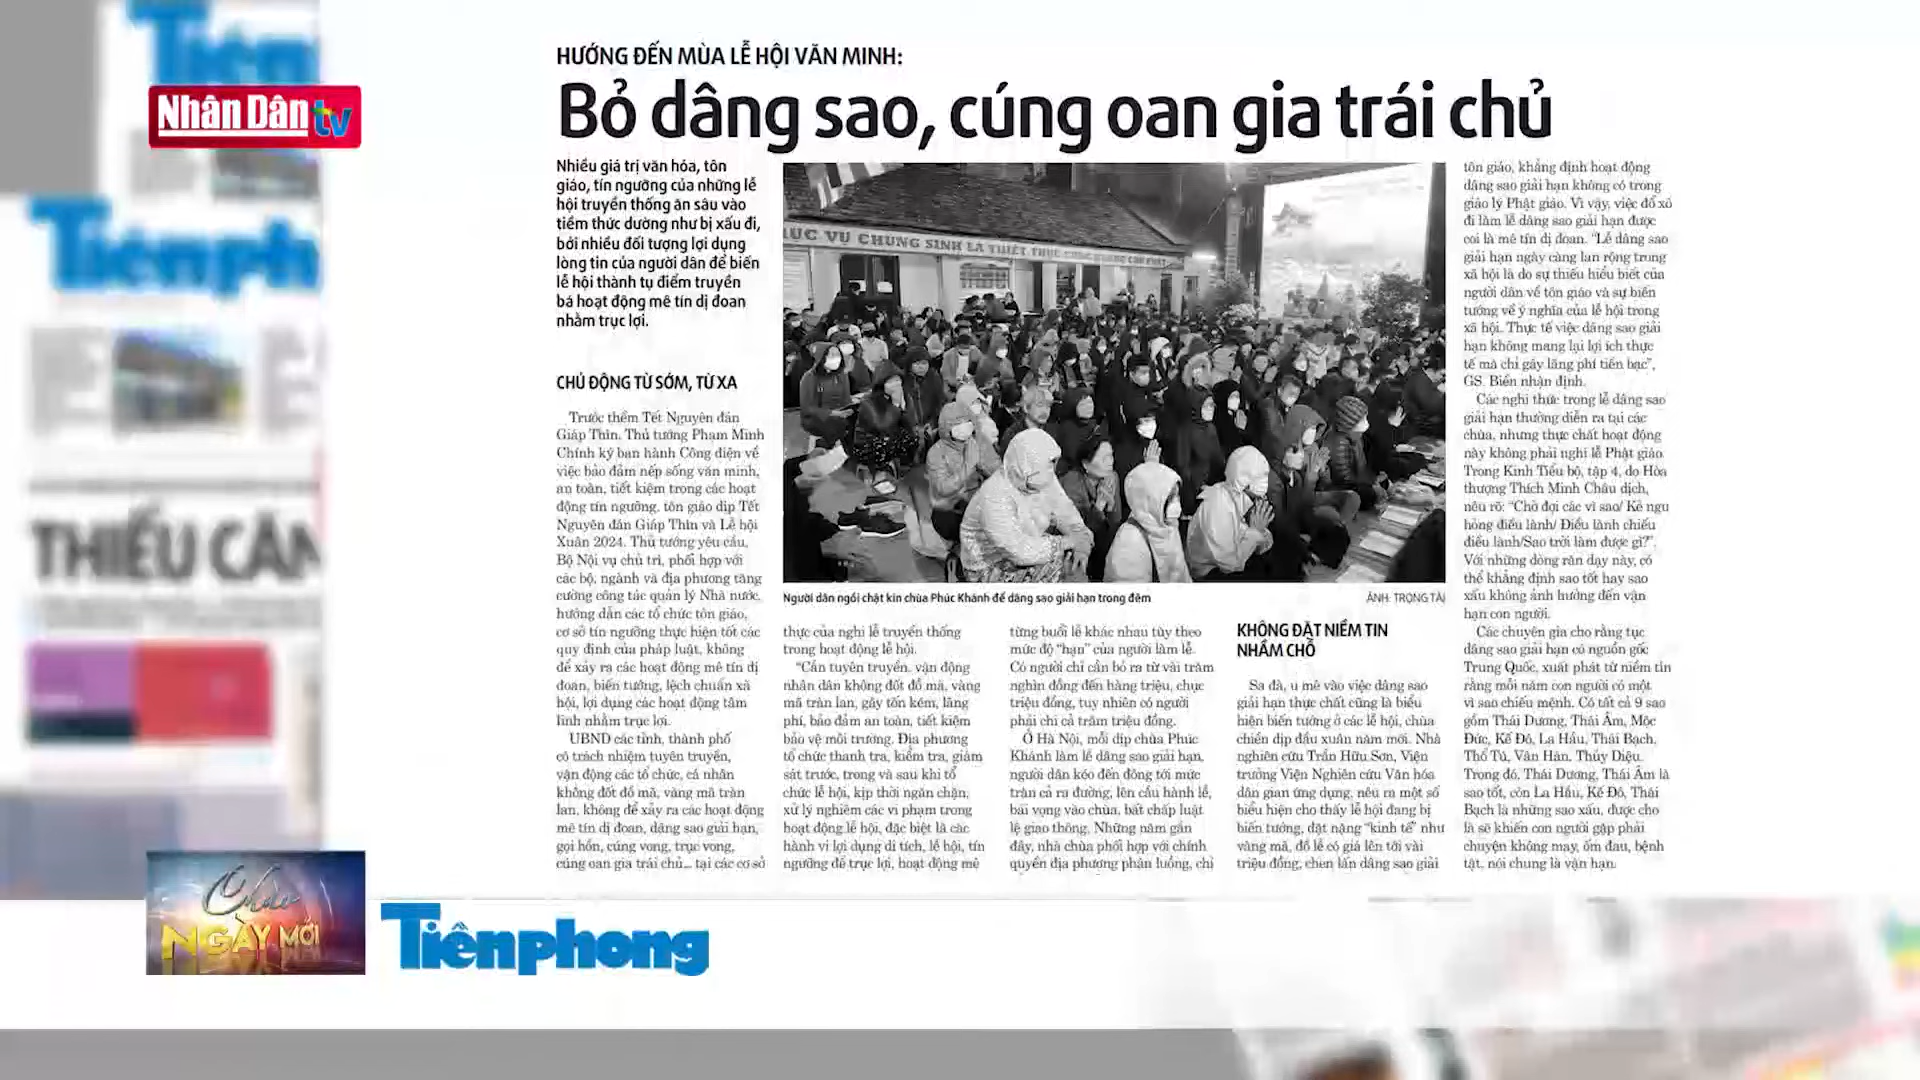 Tiên
Nhân Dân tv
Tiênph
THIẾU CĂN
HƯỚNG ĐẾN MÙA LỄ HỘI VĂN MINH:
Bỏ dâng sao, cúng oan gia trái chủ
Nhiều giá trị văn hóa, tôn
giáo, tín ngưỡng của những lễ
hội truyền thống ăn sâu vào
tiềm thức dường như bị xấu đi,
bởi nhiều đối tượng lợi dụng
lòng tin của người dân để biến
lễ hội thành tụ điểm truyền
bá hoạt động mê tín dị đoan
nhằm trục lợi.
CHỦ ĐỘNG TỪ SỚM, TỪ XA
Trước thềm Tết Nguyên đán
Giáp Thìn, Thủ tướng Phạm Minh
Chính ký ban hành Công điện về
việc bảo đảm nếp sống văn minh,
an toàn, tiết kiệm trong các hoạt
động tín ngưỡng, tôn giáo dịp Tết
Nguyên đán Giáp Thìn và Lễ hội
Xuân 2024. Thủ tướng yêu cầu,
Bộ Nội vụ chủ trì, phối hợp với
các bộ, ngành và địa phương tăng
cường công tác quản lý Nhà nước,
hướng dẫn các tổ chức tôn giáo,
cơ sở tín ngưỡng thực hiện tốt các
quy định của pháp luật, không
để xảy ra các hoạt động mê tín dị
đoan, biến tướng, lệch chuẩn xã
hội, lợi dụng các hoạt động tâm
linh nhằm trục lợi.
UBND các tỉnh, thành phố
có trách nhiệm tuyên truyền,
vận động các tổ chức, cá nhân
không đốt đồ mã, vàng mã tràn
lan, không để xảy ra các hoạt động
mê tín dị đoan, dâng sao giải hạn,
gọi hồn, cúng vong, trục vong,
cúng oan gia trái chủ... tại các cơ sở
PHỤC VỤ CHÚNG SINH LÀ THIẾT THỰC CÚNG DƯỜNG CHƯ PHẬT
Người dân ngồi chật kín chùa Phúc Khánh để dâng sao giải hạn trong đêm
ẢNH: TRỌNG TÀI
thực của nghi lễ truyền thống
trong hoạt động lễ hội.
“Cần tuyên truyền, vận động
nhân dân không đốt đồ mã, vàng
mã tràn lan, gây tốn kém, lãng
phí, bảo đảm an toàn, tiết kiệm
bảo vệ môi trường. Địa phương
tổ chức thanh tra, kiểm tra, giám
sát trước, trong và sau khi tổ
chức lễ hội, kịp thời ngăn chặn,
xử lý nghiêm các vi phạm trong
hoạt động lễ hội, đặc biệt là các
hành vi lợi dụng di tích, lễ hội, tín
ngưỡng để trục lợi, hoạt động mê
từng buổi lễ khác nhau tùy theo
mức độ “hạn” của người làm lễ.
Có người chỉ cần bỏ ra từ vài trăm
nghìn đồng đến hàng triệu, chục
triệu đồng, tuy nhiên có người
phải chi cả trăm triệu đồng.
Ở Hà Nội, mỗi dịp chùa Phúc
Khánh làm lễ dâng sao giải hạn,
người dân kéo đến đông tới mức
tràn cả ra đường, lên cầu hành lễ,
bái vọng vào chùa, bất chấp luật
lệ giao thông. Những năm gần
đây, nhà chùa phối hợp với chính
quyền địa phương phân luồng, chỉ
KHÔNG ĐẶT NIỀM TIN
NHẦM CHỖ
Sa đà, u mê vào việc dâng sao
giải hạn thực chất cũng là biểu
hiện biến tướng ở các lễ hội, chùa
chiền dịp đầu xuân năm mới. Nhà
nghiên cứu Trần Hữu Sơn, Viện
trưởng Viện Nghiên cứu Văn hóa
dân gian ứng dụng, nêu ra một số
biểu hiện cho thấy lễ hội đang bị
biến tướng, đặt nặng “kinh tế” như
vàng mã, đồ lễ có giá lên tới vài
triệu đồng, chen lấn dâng sao giải
tôn giáo, khẳng định hoạt động
dâng sao giải hạn không có trong
giáo lý Phật giáo. Vì vậy, việc đổ xô
đi làm lễ dâng sao giải hạn được
coi là mê tín dị đoan. “Lễ dâng sao
giải hạn ngày càng lan rộng trong
xã hội là do sự thiếu hiểu biết của
người dân về tôn giáo và sự biến
tướng về ý nghĩa của lễ hội trong
xã hội. Thực tế việc dâng sao giải
hạn không mang lại lợi ích thực
tế mà chỉ gây lãng phí tiền bạc”,
GS. Biền nhận định.
Các nghi thức trong lễ dâng sao
giải hạn thường diễn ra tại các
chùa, nhưng thực chất hoạt động
này không phải nghi lễ Phật giáo.
Trong Kinh Tiểu bộ, tập 4, do Hòa
thượng Thích Minh Châu dịch,
nêu rõ: “Chờ đợi các vì sao/ Kẻ ngu
hỏng điều lành/ Điều lành chiếu
điều lành/Sao trời làm được gì?”.
Với những dòng răn dạy này, có
thể khẳng định sao tốt hay sao
xấu không ảnh hưởng đến vận
hạn con người.
Các chuyên gia cho rằng tục
dâng sao giải hạn có nguồn gốc
Trung Quốc, xuất phát từ niềm tin
rằng mỗi năm con người có một
vì sao chiếu mệnh. Có tất cả 9 sao
gồm Thái Dương, Thái Âm, Mộc
Đức, Kế Đô, La Hầu, Thái Bạch,
Thổ Tú, Vân Hán, Thủy Diệu.
Trong đó, Thái Dương, Thái Âm là
sao tốt, còn La Hầu, Kế Đô, Thái
Bạch là những sao xấu, được cho
là sẽ khiến con người gặp phải
chuyện không may, ốm đau, bệnh
tật, nói chung là vận hạn.
Chào
NGÀY MỚI
Tiênphong